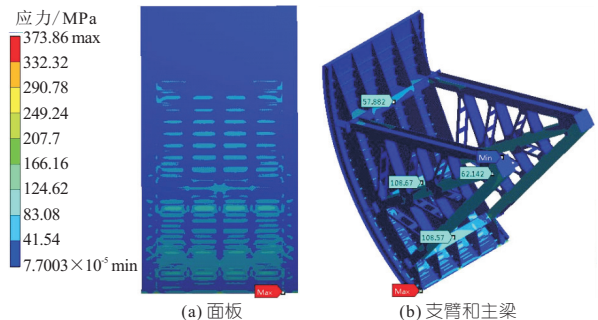 应力/MPa
373.86 max
332.32
290.78
249.24
207.7
166.16
124.62
83.08
41.54
7.7003×10⁻⁵ min
Max
(a) 面板
57.882
Min
62.142
108.67
106.57
Max
(b) 支臂和主梁